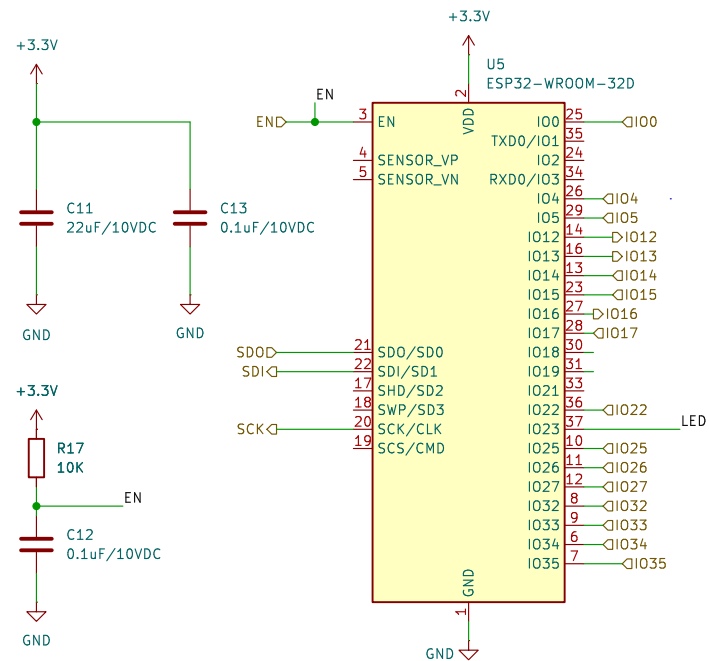 +3.3V
C11
22uF/10VDC
C13
0.1uF/10VDC
GND
GND
+3.3V
R17
10K
EN
C12
0.1uF/10VDC
GND
+3.3V
U5
ESP32-WROOM-32D
2
VDD
EN
EN 3 EN
4 SENSOR_VP
5 SENSOR_VN
SDO 21 SDO/SD0
SDI 22 SDI/SD1
17 SHD/SD2
18 SWP/SD3
SCK 20 SCK/CLK
19 SCS/CMD
IO0 25 IO0
TXD0/IO1 35
IO2 24
RXD0/IO3 34
IO4 26 IO4
IO5 29 IO5
IO12 14 IO12
IO13 16 IO13
IO14 13 IO14
IO15 23 IO15
IO16 27 IO16
IO17 28 IO17
IO18 30
IO19 31
IO21 33
IO22 36 IO22
IO23 37 LED
IO25 10 IO25
IO26 11 IO26
IO27 12 IO27
IO32 8 IO32
IO33 9 IO33
IO34 6 IO34
IO35 7 IO35
GND
1
GND